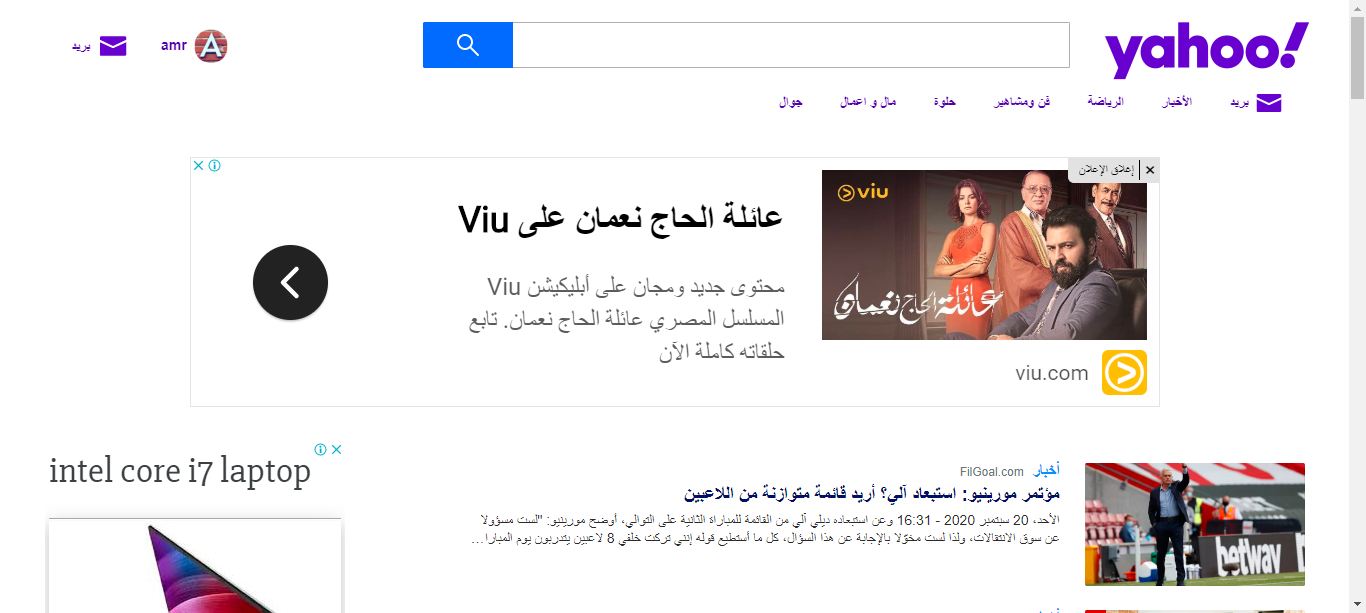 yahoo!
amr
بريد
بريد
الأخبار
الرياضة
فن ومشاهير
حلوة
مال و اعمال
جوال
إغلاق الإعلان
viu
عائلة الحاج نعمان
عائلة الحاج نعمان على Viu
محتوى جديد ومجان على أبليكيشن Viu
المسلسل المصري عائلة الحاج نعمان. تابع
حلقاته كاملة الآن
viu.com
intel core i7 laptop
أخبار FilGoal.com
مؤتمر مورينيو: استبعاد آلي؟ أريد قائمة متوازنة من اللاعبين
الأحد، 20 سبتمبر 2020 - 16:31 وعن استبعاده ديلي آلي من القائمة للمباراة الثانية على التوالي، أوضح مورينيو: "لست مسؤولا
عن سوق الانتقالات، ولذا لست مخوّلا بالإجابة عن هذا السؤال، كل ما أستطيع قوله إنني تركت خلفي 8 لاعبين يتدربون يوم المبارا...
betway